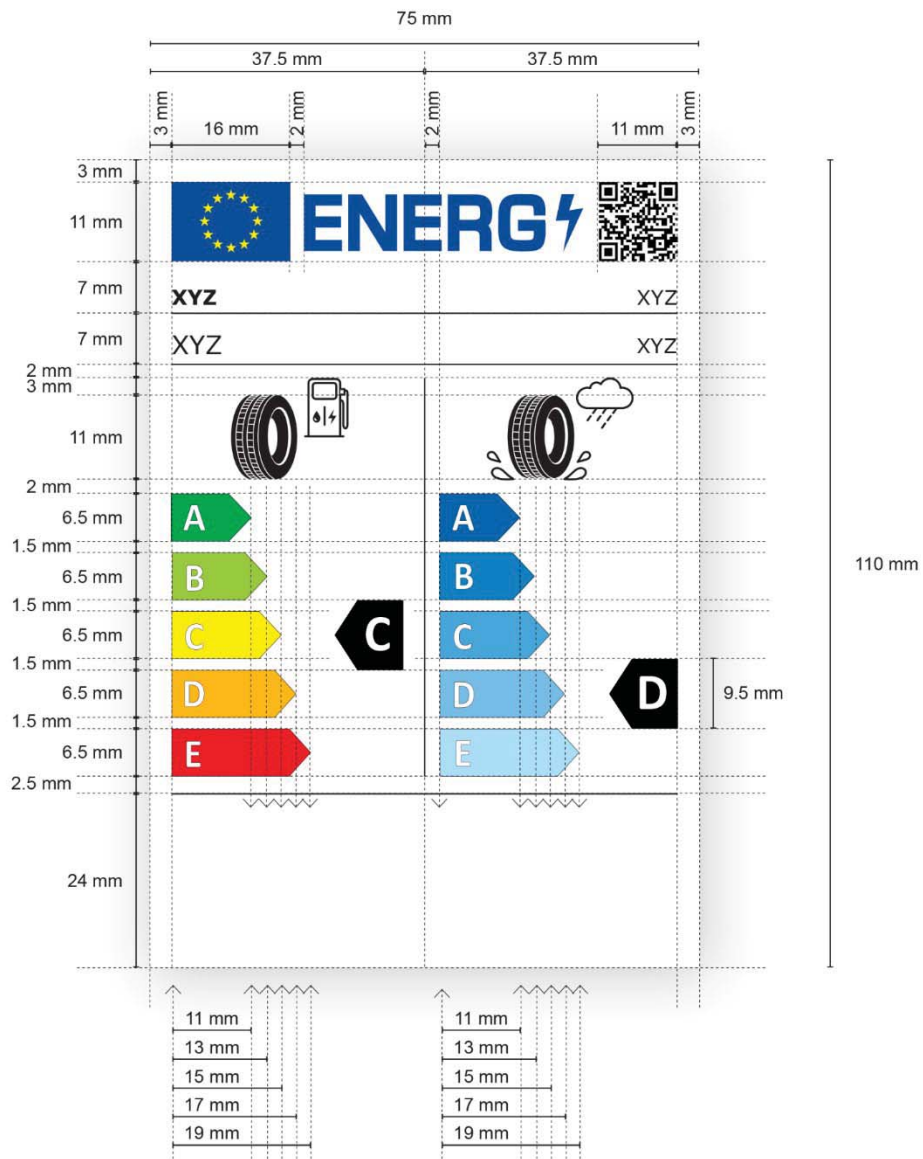 75 mm
37.5 mm 37.5 mm
3 mm 16 mm 2 mm 2 mm 11 mm 3 mm
3 mm
11 mm ENERG
7 mm XYZ XYZ
7 mm XYZ XYZ
2 mm
3 mm
11 mm
2 mm
6.5 mm A A
1.5 mm
6.5 mm B B
110 mm
1.5 mm
6.5 mm C C C
1.5 mm
6.5 mm D D D 9.5 mm
1.5 mm
6.5 mm E E
2.5 mm
24 mm
11 mm 11 mm
13 mm 13 mm
15 mm 15 mm
17 mm 17 mm
19 mm 19 mm